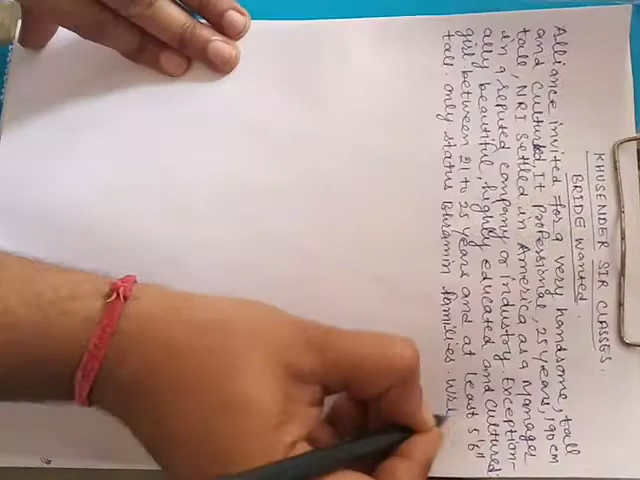 KHUSENDER SIR CLASSES.
BRIDE wanted.
Alliance invited for a very handsome, tall
and cultured, It professional, 25 years, 190 cm
tall, NRI settled in America as a manager
in a reputed company or industory. Exception-
ally beautiful, highly educated and cultured
girl. between 21 to 25 years and at least 5'6"
tall. only status Bhramin families.